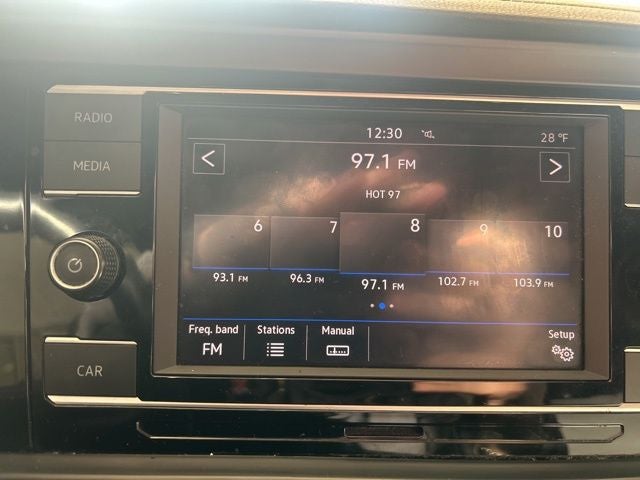 RADIO
MEDIA
CAR
12:30
28 °F
97.1 FM
HOT 97
6 7 8 9 10
93.1 FM 96.3 FM 97.1 FM 102.7 FM 103.9 FM
Freq. band Stations Manual Setup
FM